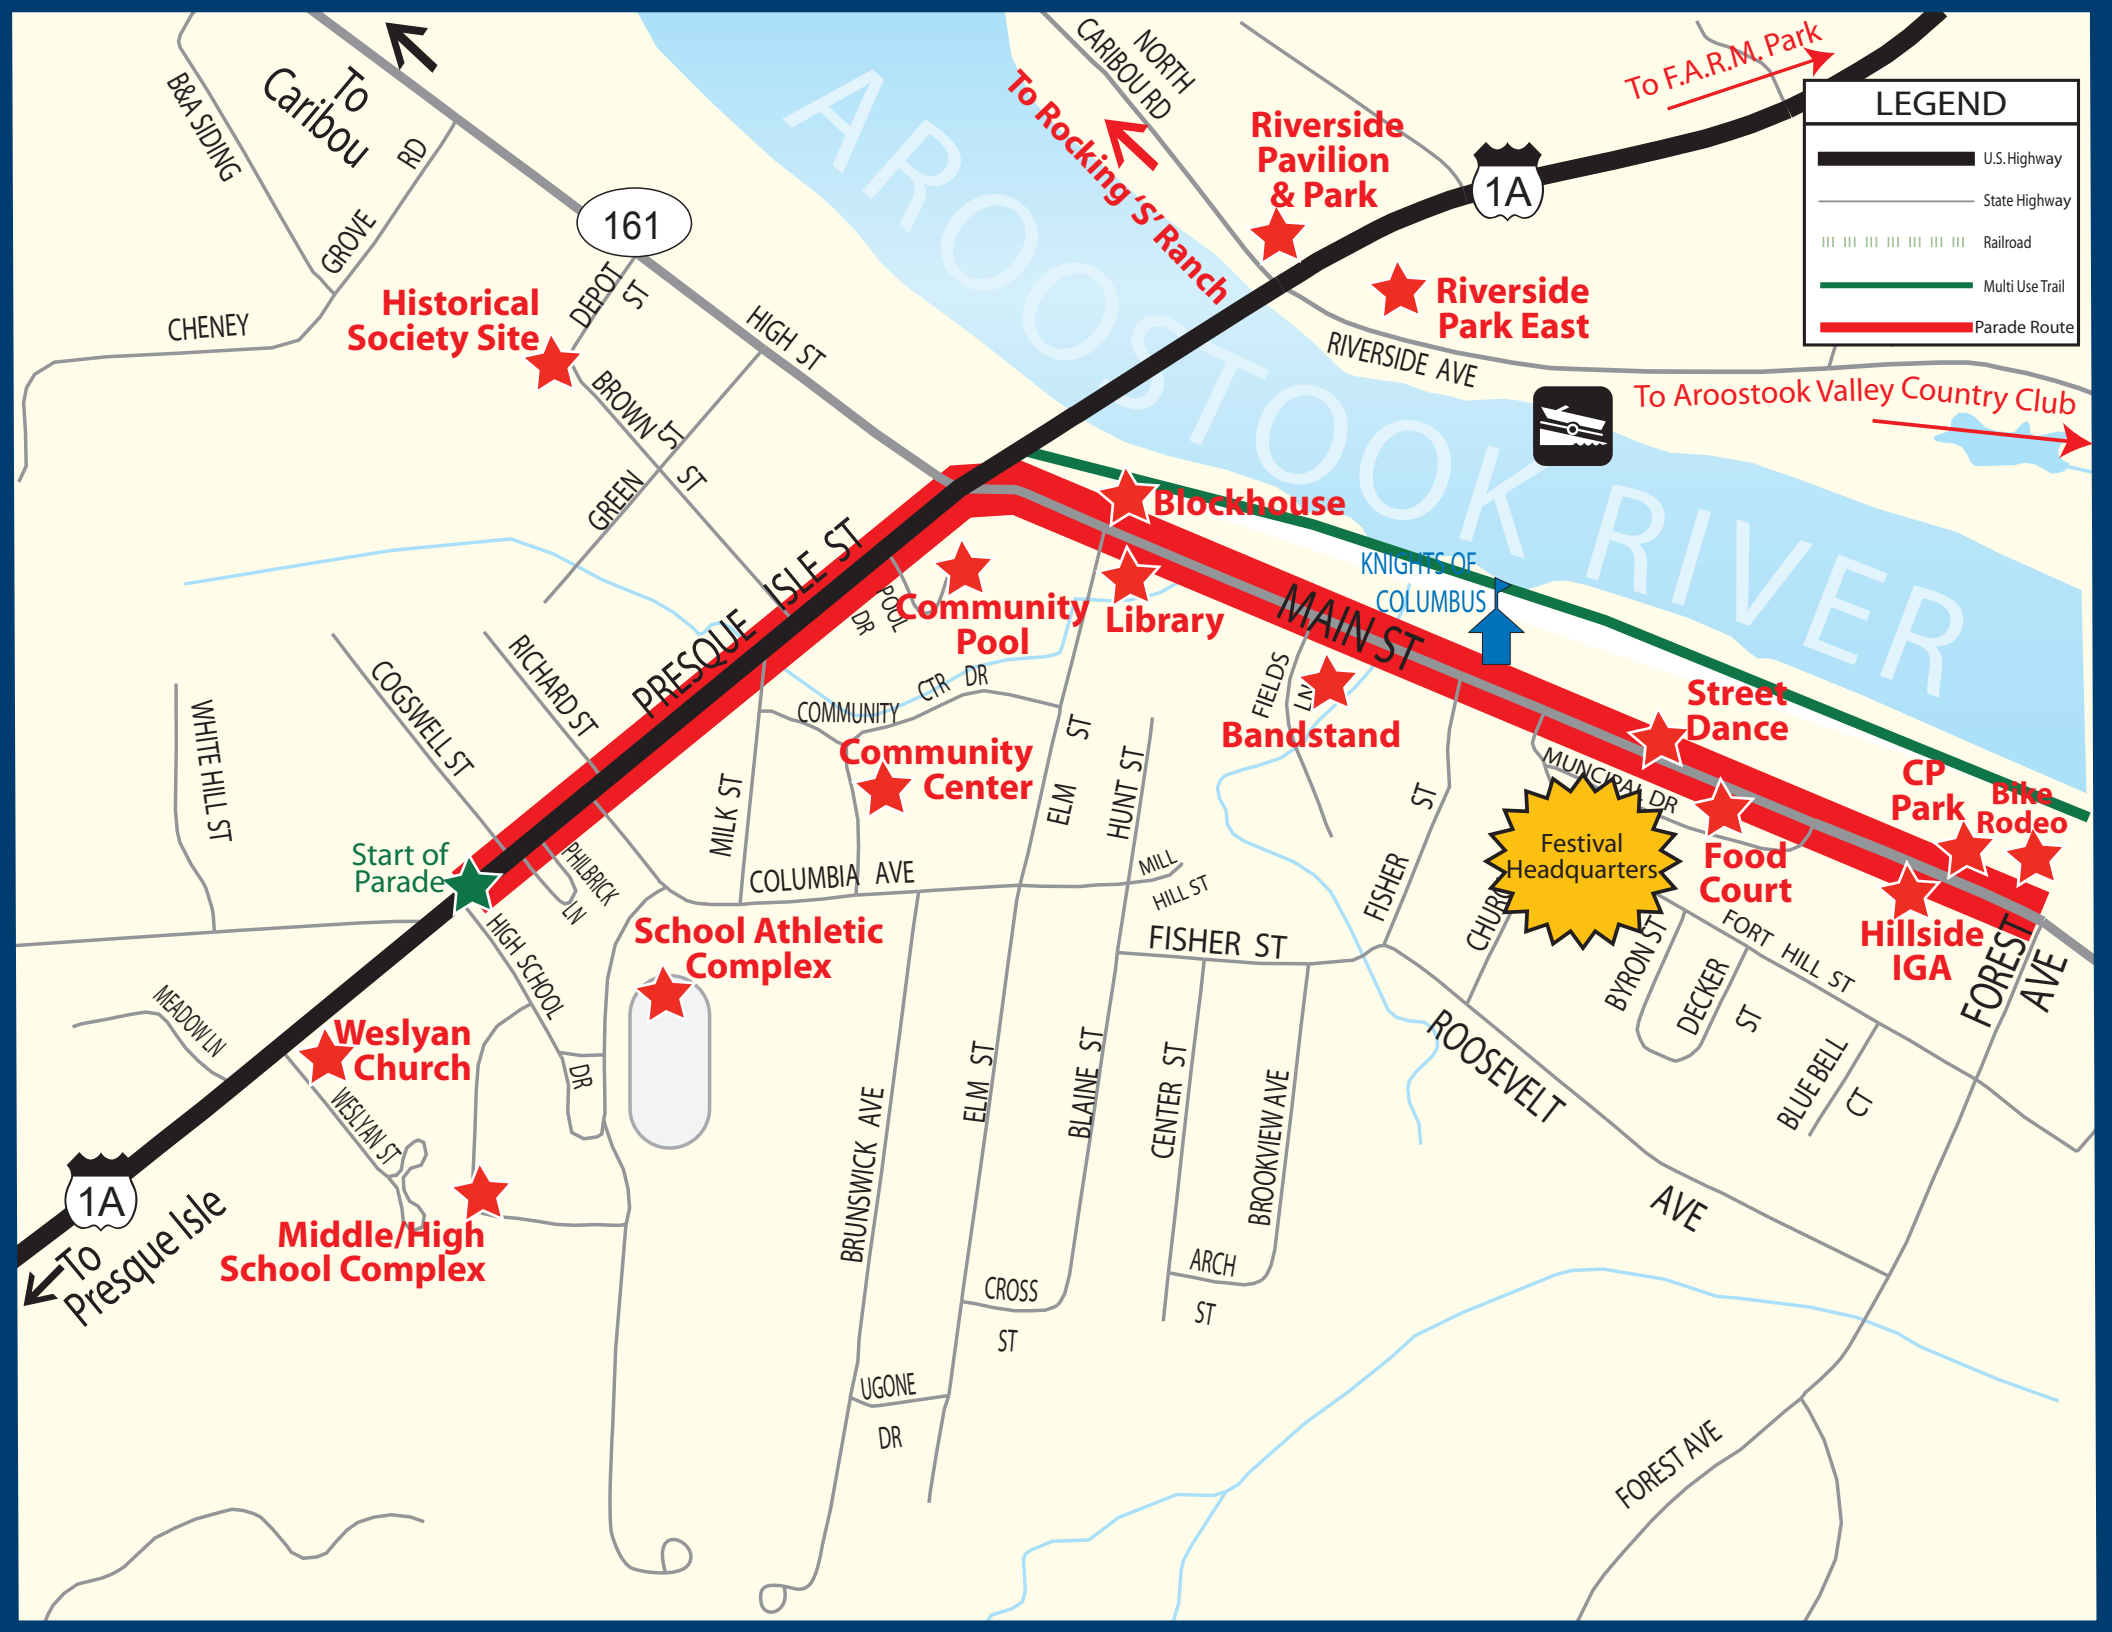 To
Caribou
B&A SIDING
GROVE
RD
CHENEY
161
DEPOT
ST
HIGH ST
Historical
Society Site
BROWN
ST
GREEN
ST
AROOSTOOK RIVER
NORTH
CARIBOU RD
To Rocking 'S' Ranch
Riverside
Pavilion
& Park
1A
To F.A.R.M. Park
LEGEND
U.S. Highway
State Highway
Railroad
Multi Use Trail
Parade Route
Riverside
Park East
RIVERSIDE AVE
To Aroostook Valley Country Club
Blockhouse
KNIGHTS OF
COLUMBUS
PRESQUE ISLE ST
POOL
DR
Community
Pool
Library
MAIN ST
FIELDS
LN
Bandstand
Street
Dance
CP
Park
Bike
Rodeo
MUNCIPAL DR
Festival
Headquarters
Food
Court
Hillside
IGA
FOREST
AVE
COGSWELL ST
RICHARD ST
WHITE HILL ST
COMMUNITY
CTR DR
Community
Center
MILK ST
ELM
ST
HUNT ST
MILL
HILL ST
COLUMBIA AVE
Start of
Parade
PHILBRICK
LN
HIGH SCHOOL
DR
School Athletic
Complex
FISHER ST
FISHER
ST
BYRON ST
DECKER
ST
FORT HILL ST
BLUE BELL
CT
MEADOW LN
Weslyan
Church
WESLYAN ST
1A
To
Presque Isle
Middle/High
School Complex
BRUNSWICK AVE
ELM ST
BLAINE ST
CENTER ST
BROOKVIEW AVE
ROOSEVELT
AVE
ARCH
ST
CROSS
ST
UGONE
DR
FOREST AVE